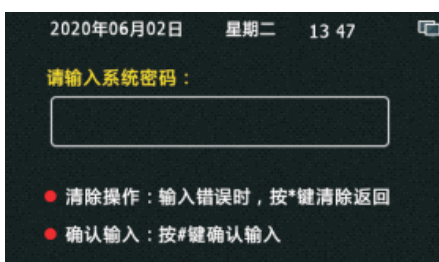 2020年06月02日 星期二 13 47
请输入系统密码：
清除操作：输入错误时，按*键清除返回
确认输入：按#键确认输入